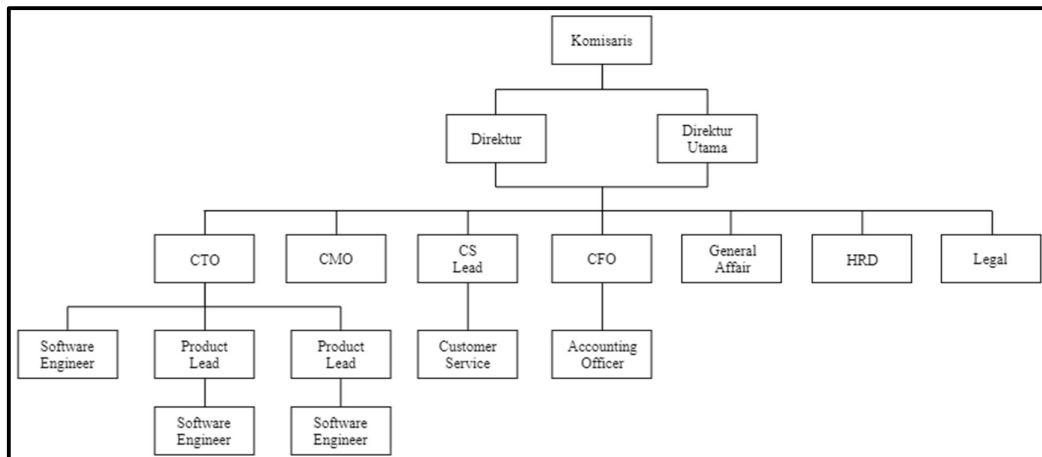 Komisaris
Direktur
Direktur
Utama
CTO
CMO
CS
Lead
CFO
General
Affair
HRD
Legal
Software
Engineer
Product
Lead
Product
Lead
Customer
Service
Accounting
Officer
Software
Engineer
Software
Engineer